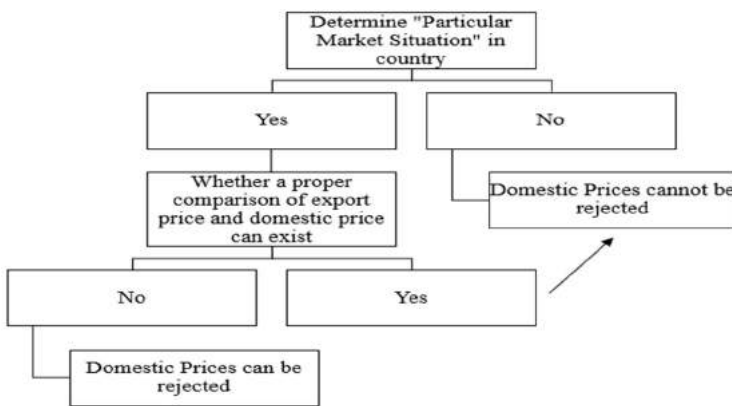 Determine "Particular
Market Situation" in
country
Yes
No
Whether a proper
comparison of export
price and domestic price
can exist
Domestic Prices cannot be
rejected
No
Yes
Domestic Prices can be
rejected